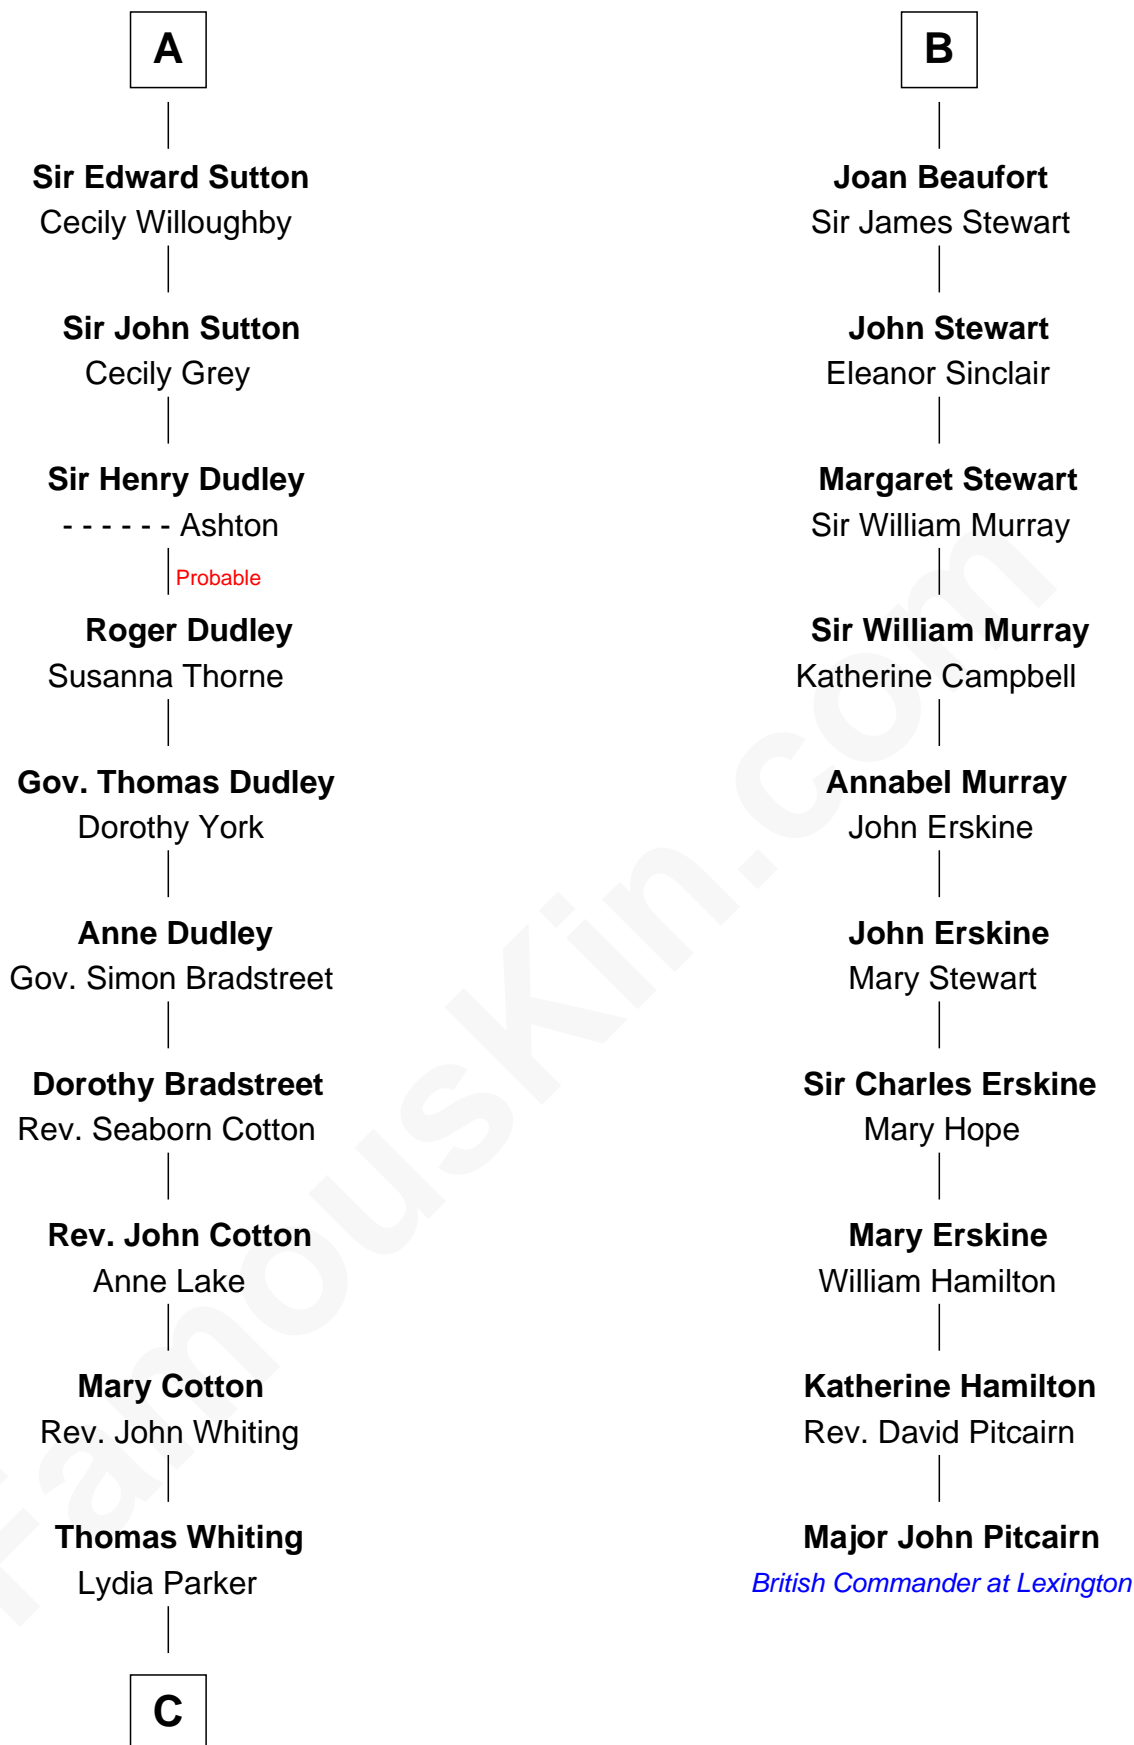 A
Sir Edward Sutton
Cecily Willoughby
Sir John Sutton
Cecily Grey
Sir Henry Dudley
- - - - - - Ashton
Probable
Roger Dudley
Susanna Thorne
Gov. Thomas Dudley
Dorothy York
Anne Dudley
Gov. Simon Bradstreet
Dorothy Bradstreet
Rev. Seaborn Cotton
Rev. John Cotton
Anne Lake
Mary Cotton
Rev. John Whiting
Thomas Whiting
Lydia Parker
C
B
Joan Beaufort
Sir James Stewart
John Stewart
Eleanor Sinclair
Margaret Stewart
Sir William Murray
Sir William Murray
Katherine Campbell
Annabel Murray
John Erskine
John Erskine
Mary Stewart
Sir Charles Erskine
Mary Hope
Mary Erskine
William Hamilton
Katherine Hamilton
Rev. David Pitcairn
Major John Pitcairn
British Commander at Lexington
FamousKin.com